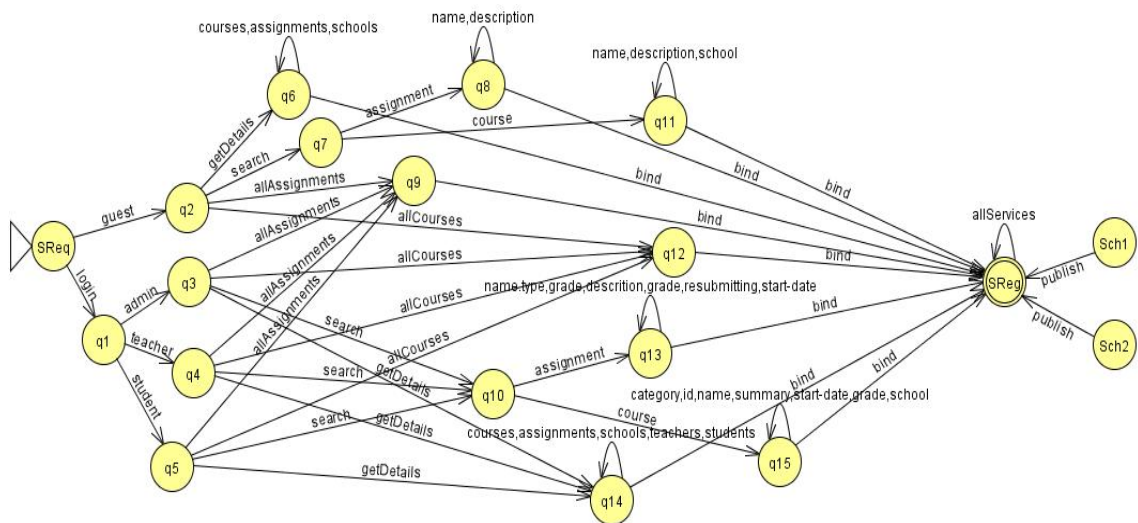 courses,assignments,schools
name,description
name,description,school
q6
q8
q11
assignment
course
getDetails
q7
search
q9
allAssignments
bind
bind
guest
q2
allAssignments
bind
allServices
SReq
allCourses
bind
Sch1
login
q3
allCourses
q12
bind
SReg
publish
admin
allAssignments
allCourses
name.type,grade,descrition,grade,resubmitting,start-date
publish
q1
teacher
allAssignments
search
allCourses
bind
Sch2
q4
getDetails
assignment
q13
student
search
q10
bind
category,id,name,summary,start-date,grade,school
search
getDetails
course
bind
courses,assignments,schools,teachers,students
q5
getDetails
q15
q14